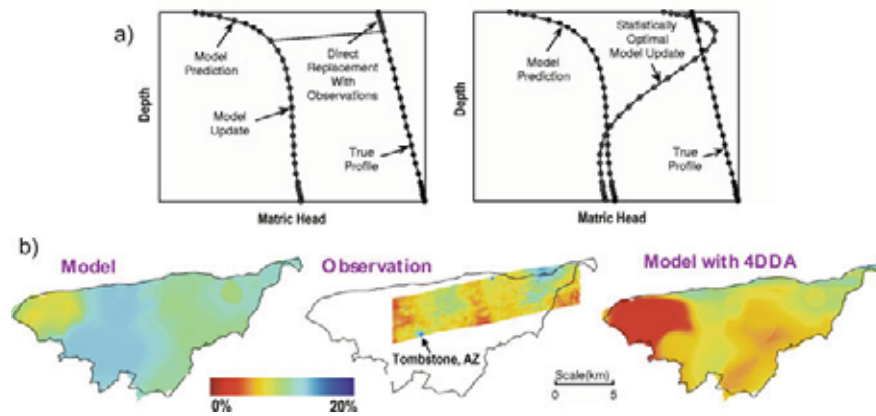 a)
Model
Prediction
Direct
Replacement
With
Observations
Model
Update
True
Profile
Depth
Matric Head
Statistically
Optimal
Model Update
Model
Prediction
True
Profile
Depth
Matric Head
b)
Model
Observation
Model with 4DDA
Tombstone, AZ
Scale(km)
0 5
0% 20%